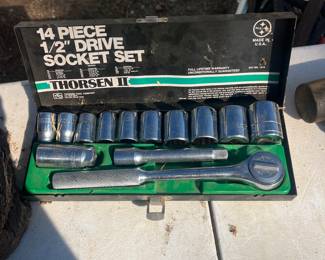 14 PIECE
1/2" DRIVE
SOCKET SET
THORSEN II
MADE IN
U.S.A.
FULL LIFETIME WARRANTY
UNCONDITIONALLY GUARANTEED